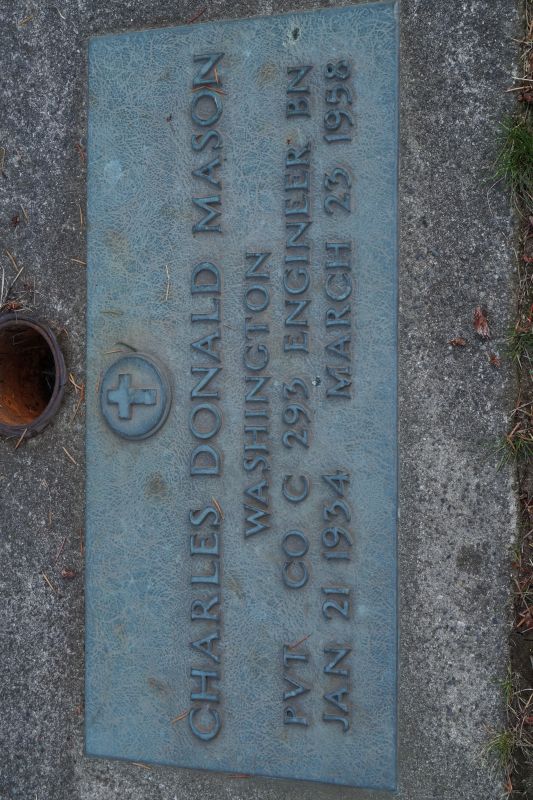 CHARLES DONALD MASON
WASHINGTON
PVT CO C 293 ENGINEER BN
JAN 21 1934 MARCH 23 1958